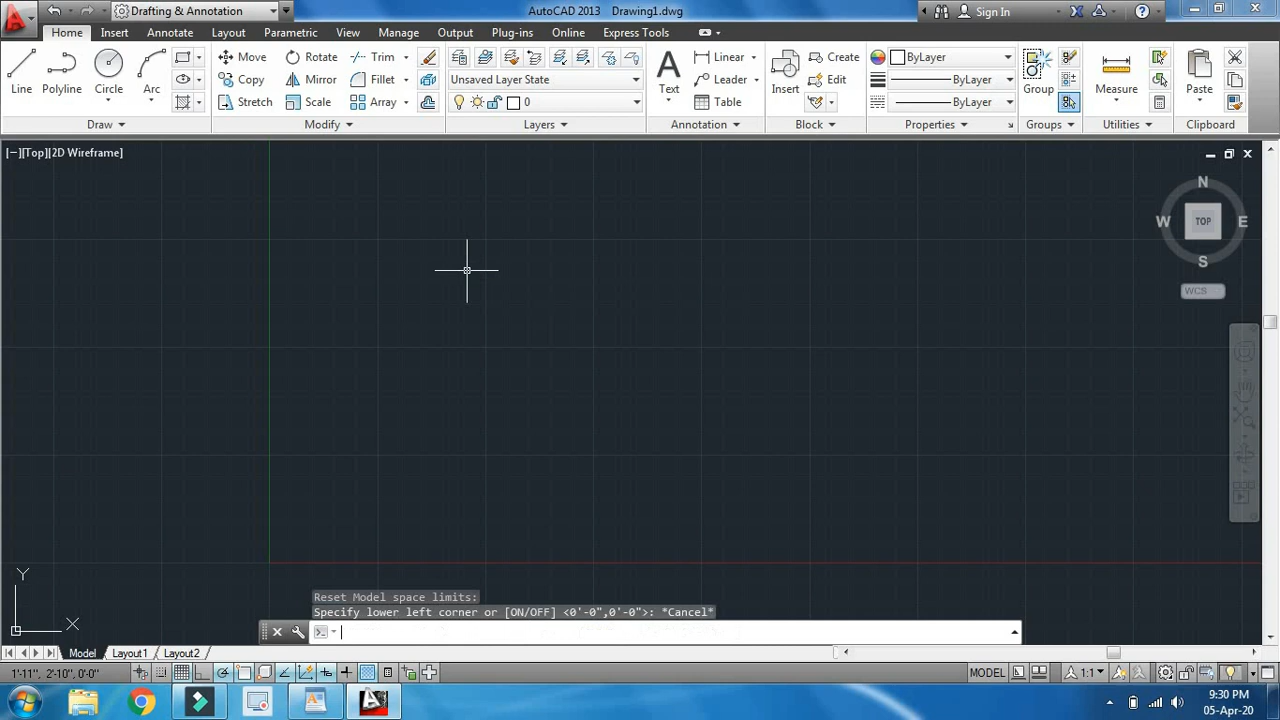 Drafting & Annotation
AutoCAD 2013 Drawing1.dwg
Sign In
Home Insert Annotate Layout Parametric View Manage Output Plug-ins Online Express Tools
Line Polyline Circle Arc
Move Rotate Trim
Copy Mirror Fillet
Stretch Scale Array
Unsaved Layer State
0
Text
Linear
Leader
Table
Insert
Create
Edit
ByLayer
ByLayer
ByLayer
Group
Measure
Paste
Draw Modify Layers Annotation Block Properties Groups Utilities Clipboard
[−][Top][2D Wireframe]
N
W TOP E
S
WCS
Y
X
Reset Model space limits:
Specify lower left corner or [ON/OFF] <0'-0",0'-0">: *Cancel*
Model Layout1 Layout2
1'-11", 2'-10", 0'-0"
MODEL
1:1
9:30 PM
05-Apr-20